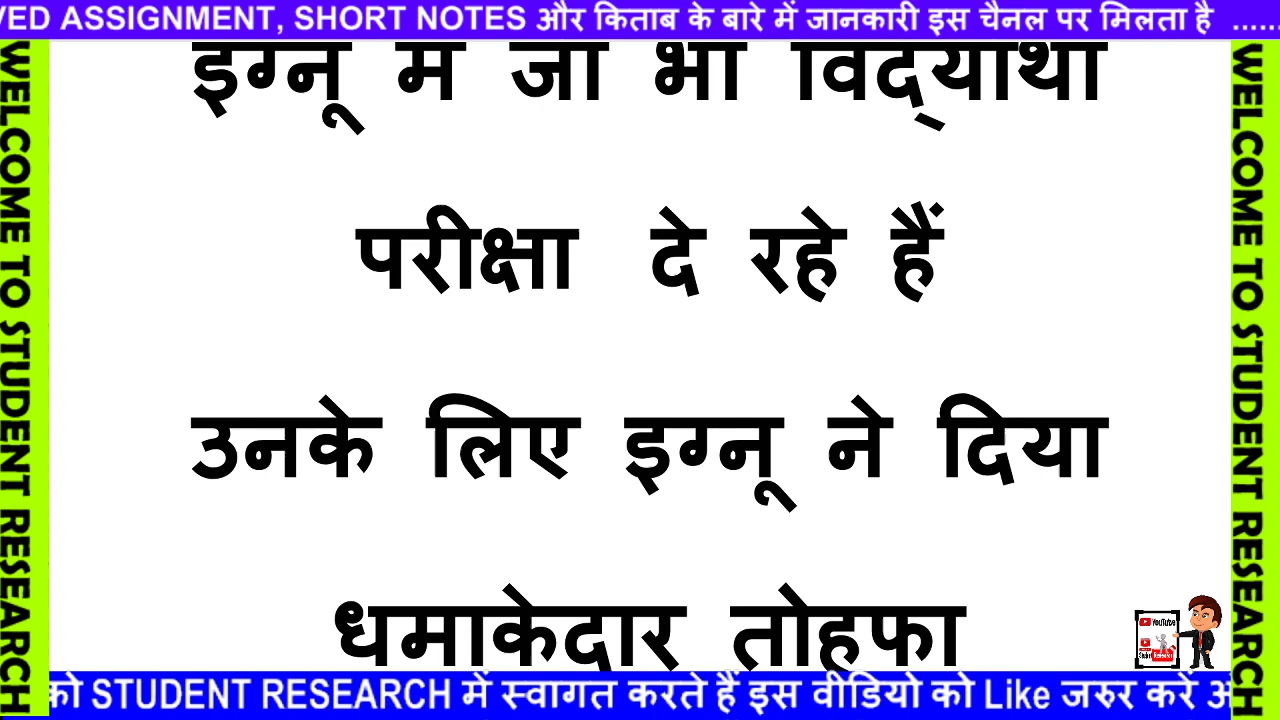 VED ASSIGNMENT, SHORT NOTES और किताब के बारे में जानकारी इस चैनल पर मिलता है ......
WELCOME TO STUDENT RESEARCH
इग्नू में जो भी विद्यार्थी
परीक्षा दे रहे हैं
उनके लिए इग्नू ने दिया
धमाकेदार तोहफा
YouTube
को STUDENT RESEARCH में स्वागत करते हैं इस वीडियो को Like जरुर करें
WELCOME TO STUDENT RESEARCH